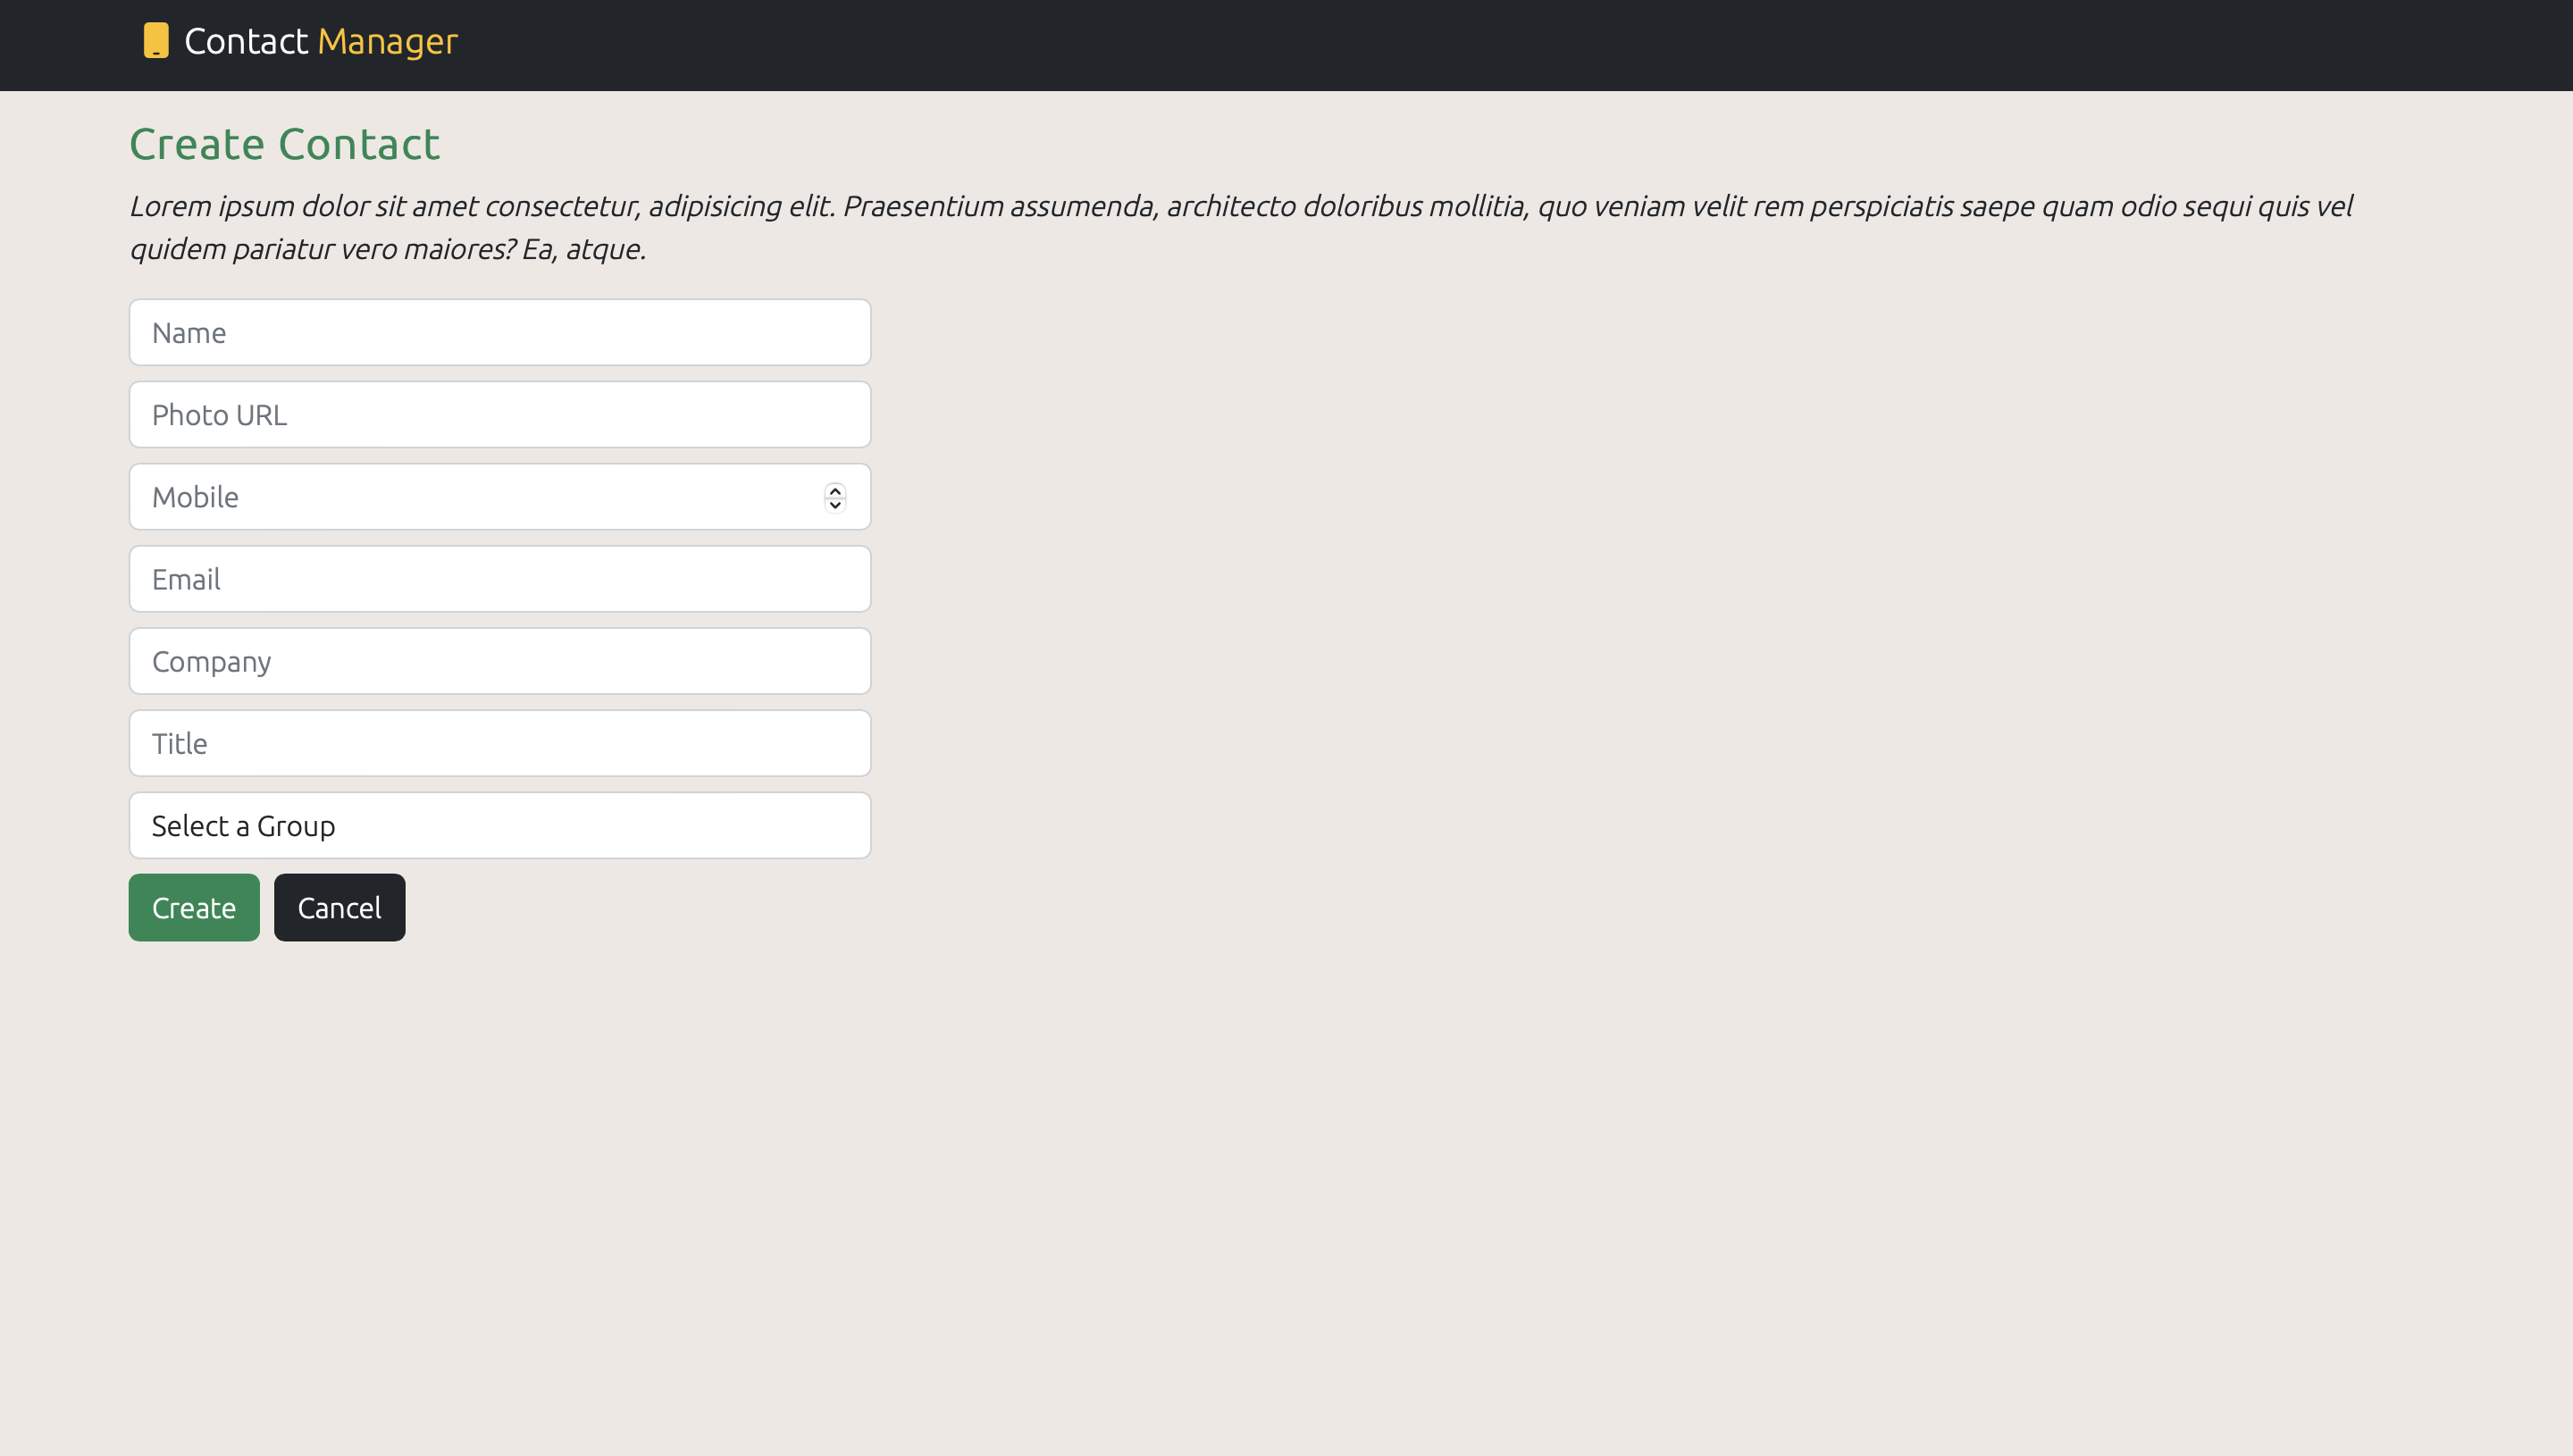 Contact Manager
Create Contact
Lorem ipsum dolor sit amet consectetur, adipisicing elit. Praesentium assumenda, architecto doloribus mollitia, quo veniam velit rem perspiciatis saepe quam odio sequi quis vel
quidem pariatur vero maiores? Ea, atque.
Name
Photo URL
Mobile
Email
Company
Title
Select a Group
Create Cancel